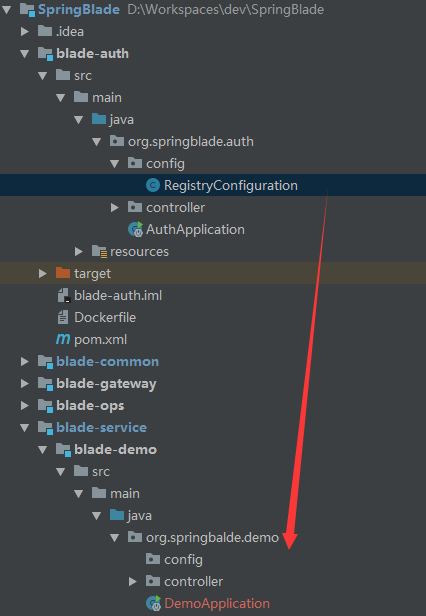 SpringBlade D:\Workspaces\dev\SpringBlade
.idea
blade-auth
src
main
java
org.springblade.auth
config
RegistryConfiguration
controller
AuthApplication
resources
target
blade-auth.iml
Dockerfile
pom.xml
blade-common
blade-gateway
blade-ops
blade-service
blade-demo
src
main
java
org.springbalde.demo
config
controller
DemoApplication